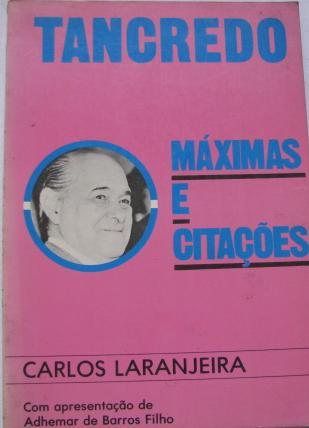 TANCREDO
MÁXIMAS
E
CITAÇÕES
CARLOS LARANJEIRA
Com apresentação de
Adhemar de Barros Filho